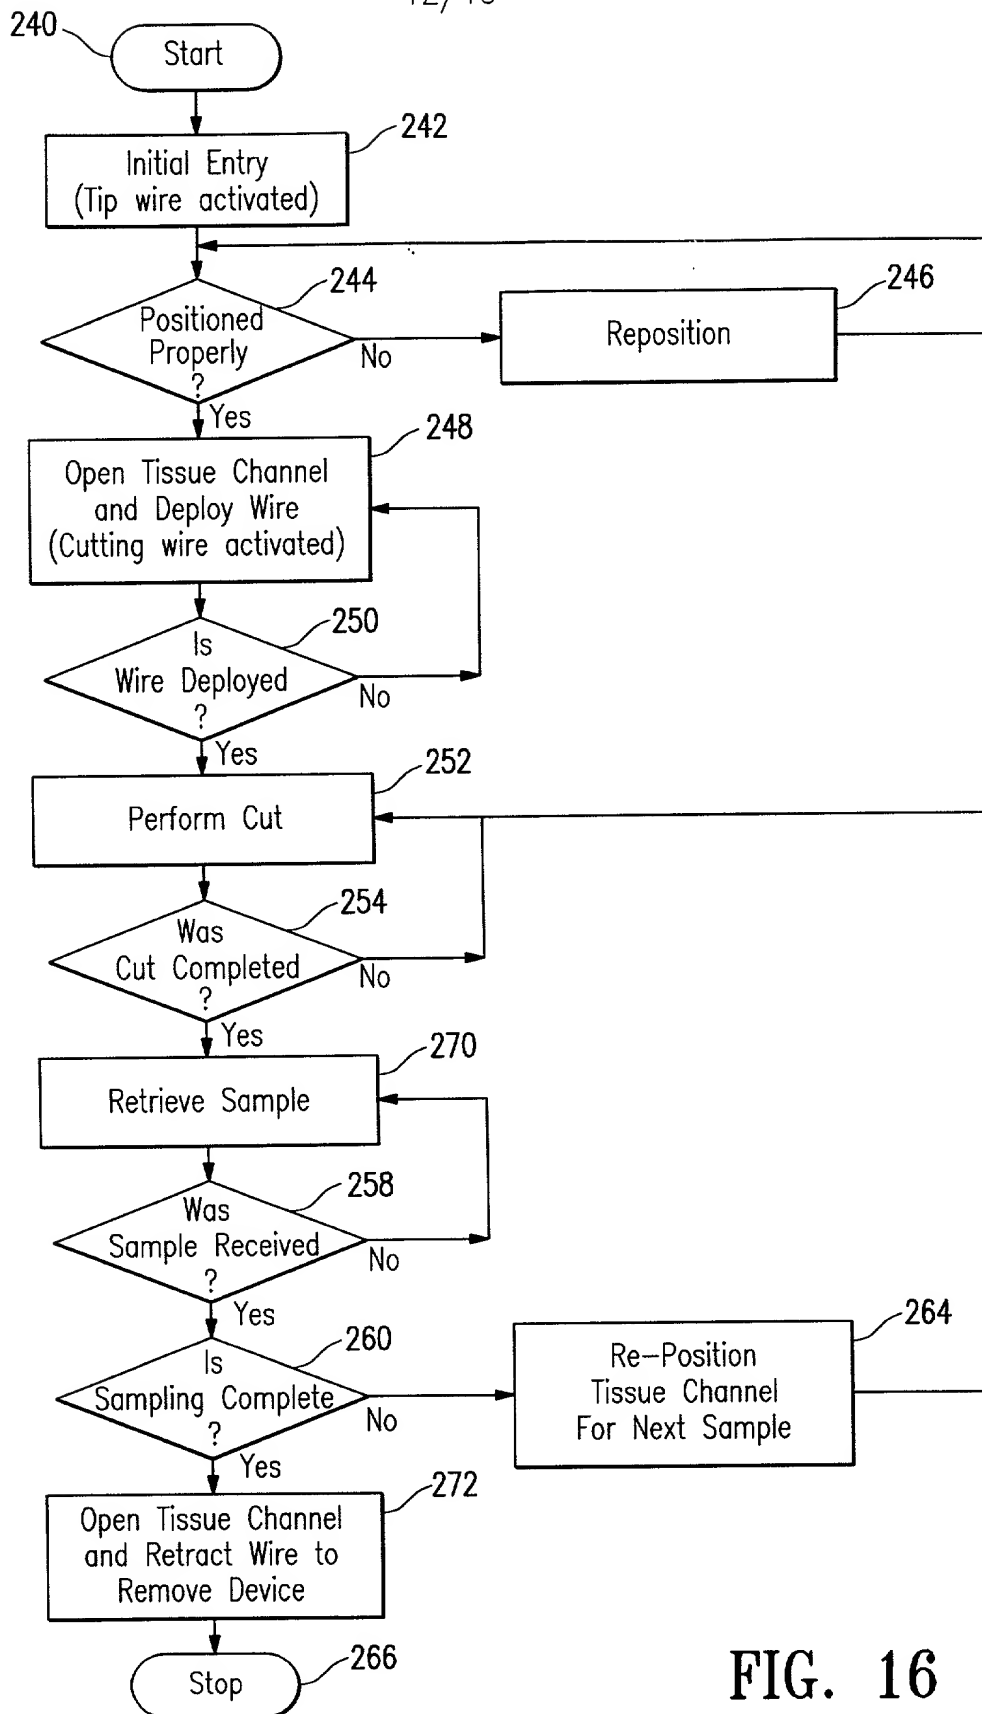 240
Start
242
Initial Entry
(Tip wire activated)
244
Positioned
Properly
?
No
246
Reposition
Yes
248
Open Tissue Channel
and Deploy Wire
(Cutting wire activated)
250
Is
Wire Deployed
?
No
Yes
252
Perform Cut
254
Was
Cut Completed
?
No
Yes
270
Retrieve Sample
258
Was
Sample Received
?
No
Yes
260
Is
Sampling Complete
?
No
264
Re-Position
Tissue Channel
For Next Sample
Yes
272
Open Tissue Channel
and Retract Wire to
Remove Device
266
Stop
FIG. 16